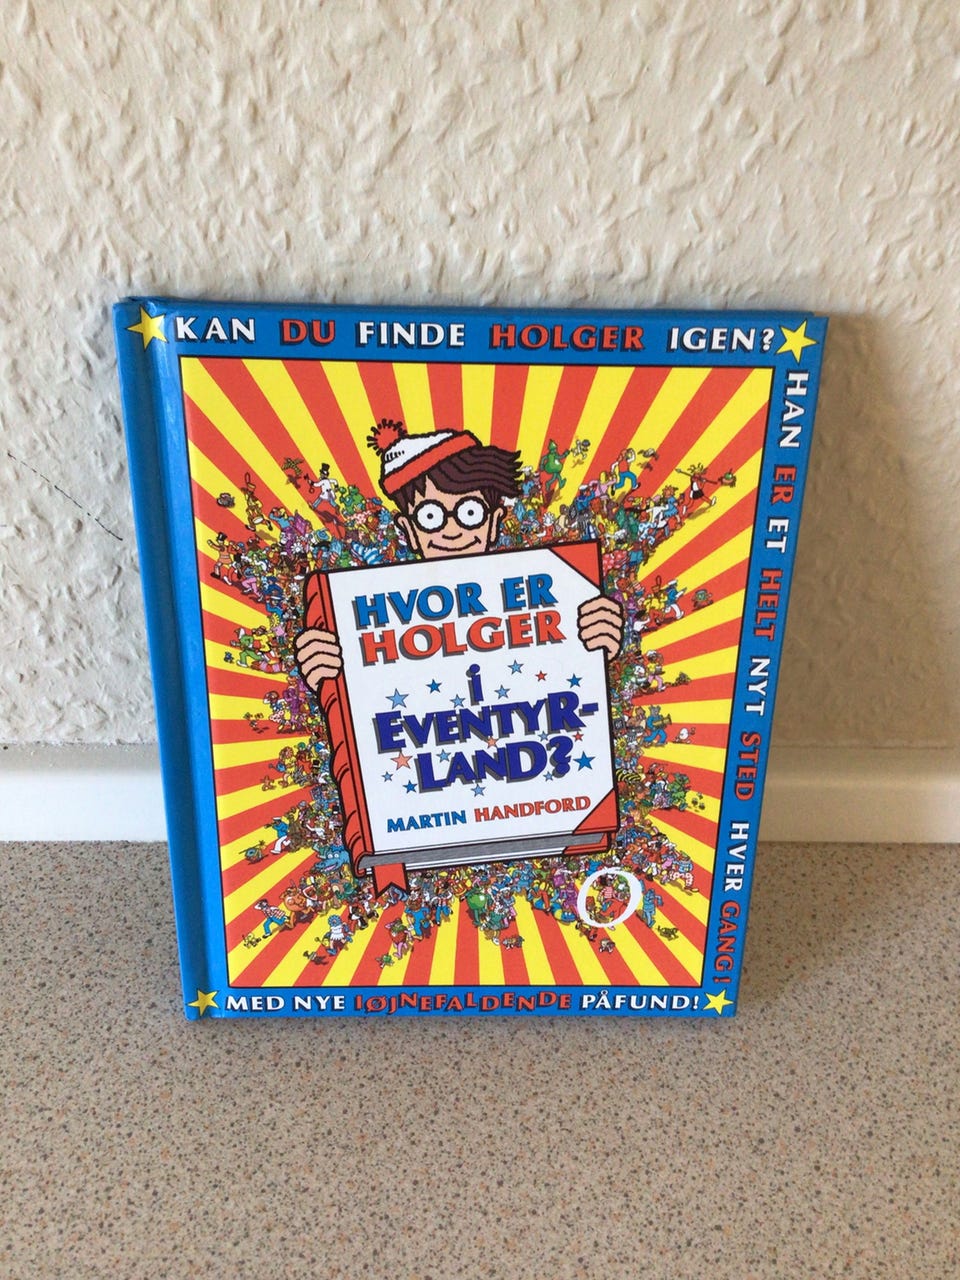 KAN DU FINDE HOLGER IGEN?
HAN ER ET HELT NYT STED HVER GANG!
HVOR ER
HOLGER
i
EVENTYR-
LAND?
MARTIN HANDFORD
MED NYE IØJNEFALDENDE PÅFUND!